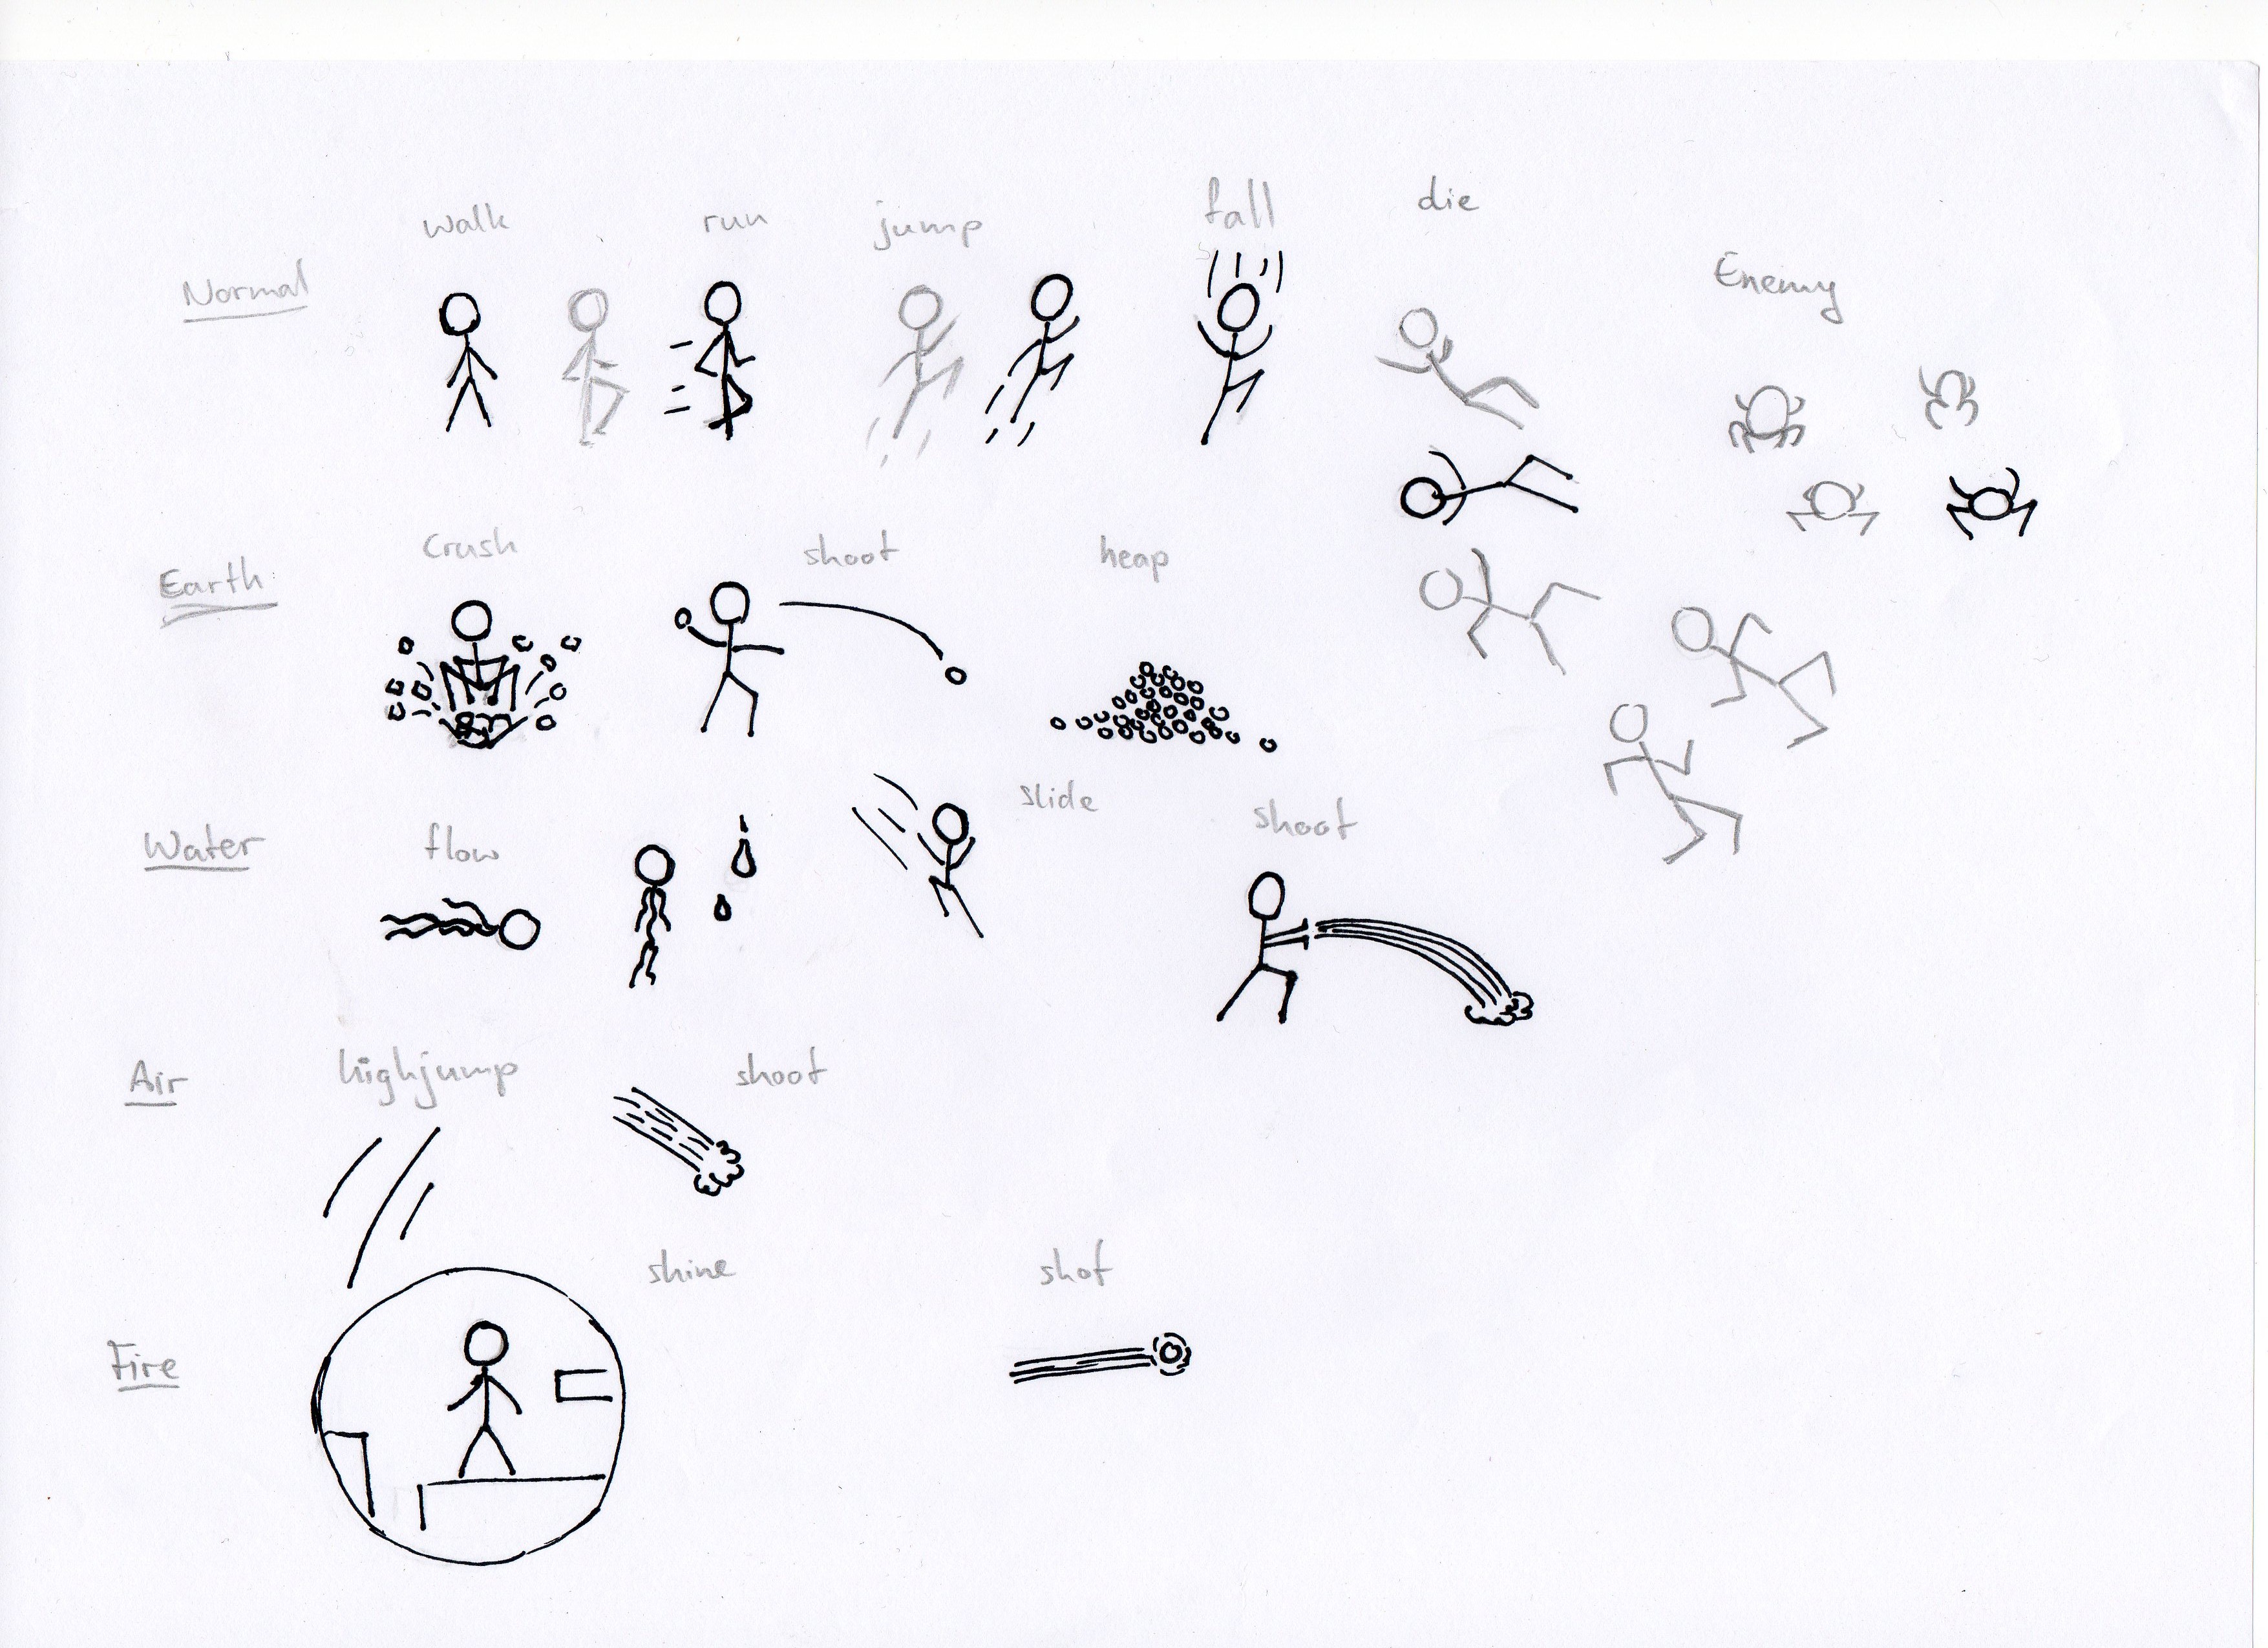 walk run jump fall die
Normal
Enemy
Crush shoot heap
Earth
slide
Water flow shoot
Air highjump shoot
shine shot
Fire